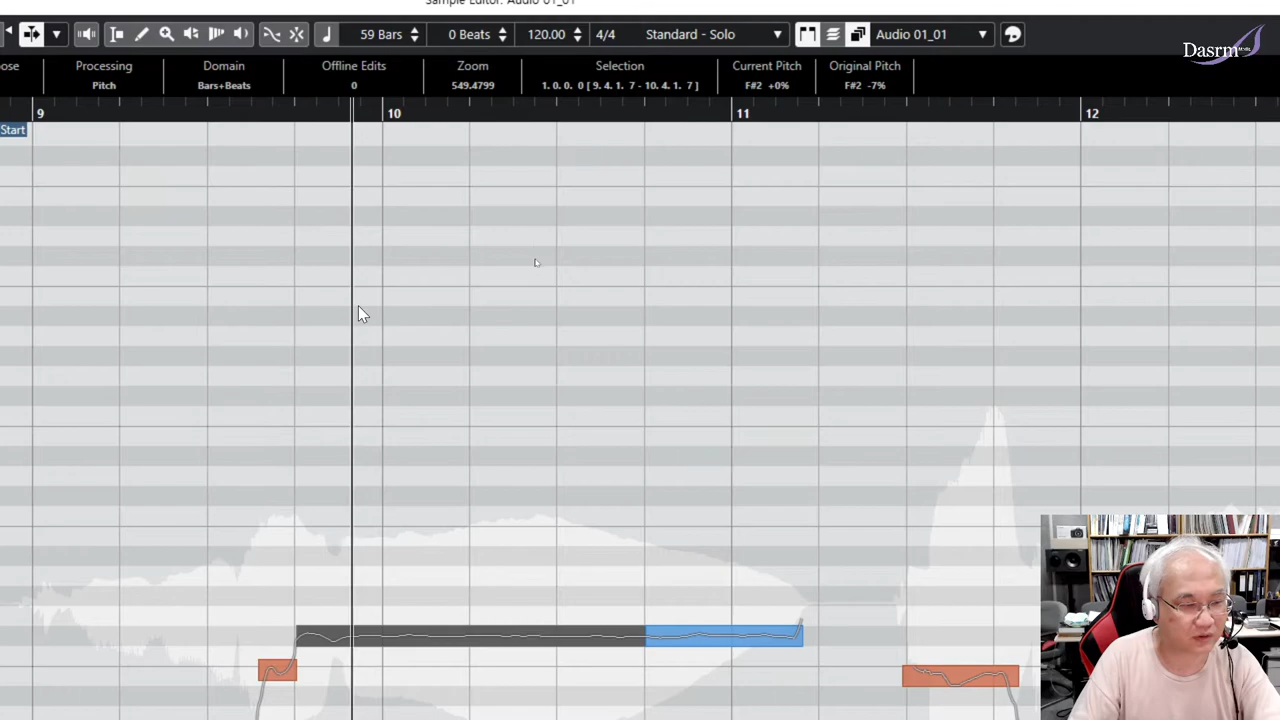 Sample Editor: Audio 01_01
59 Bars 0 Beats 120.00 4/4 Standard - Solo Audio 01_01
Dasrm Media
ose Processing Domain Offline Edits Zoom Selection Current Pitch Original Pitch
Pitch Bars+Beats 0 549.4799 1. 0. 0. 0 [ 9. 4. 1. 7 - 10. 4. 1. 7 ] F#2 +0% F#2 -7%
9 10 11 12
Start